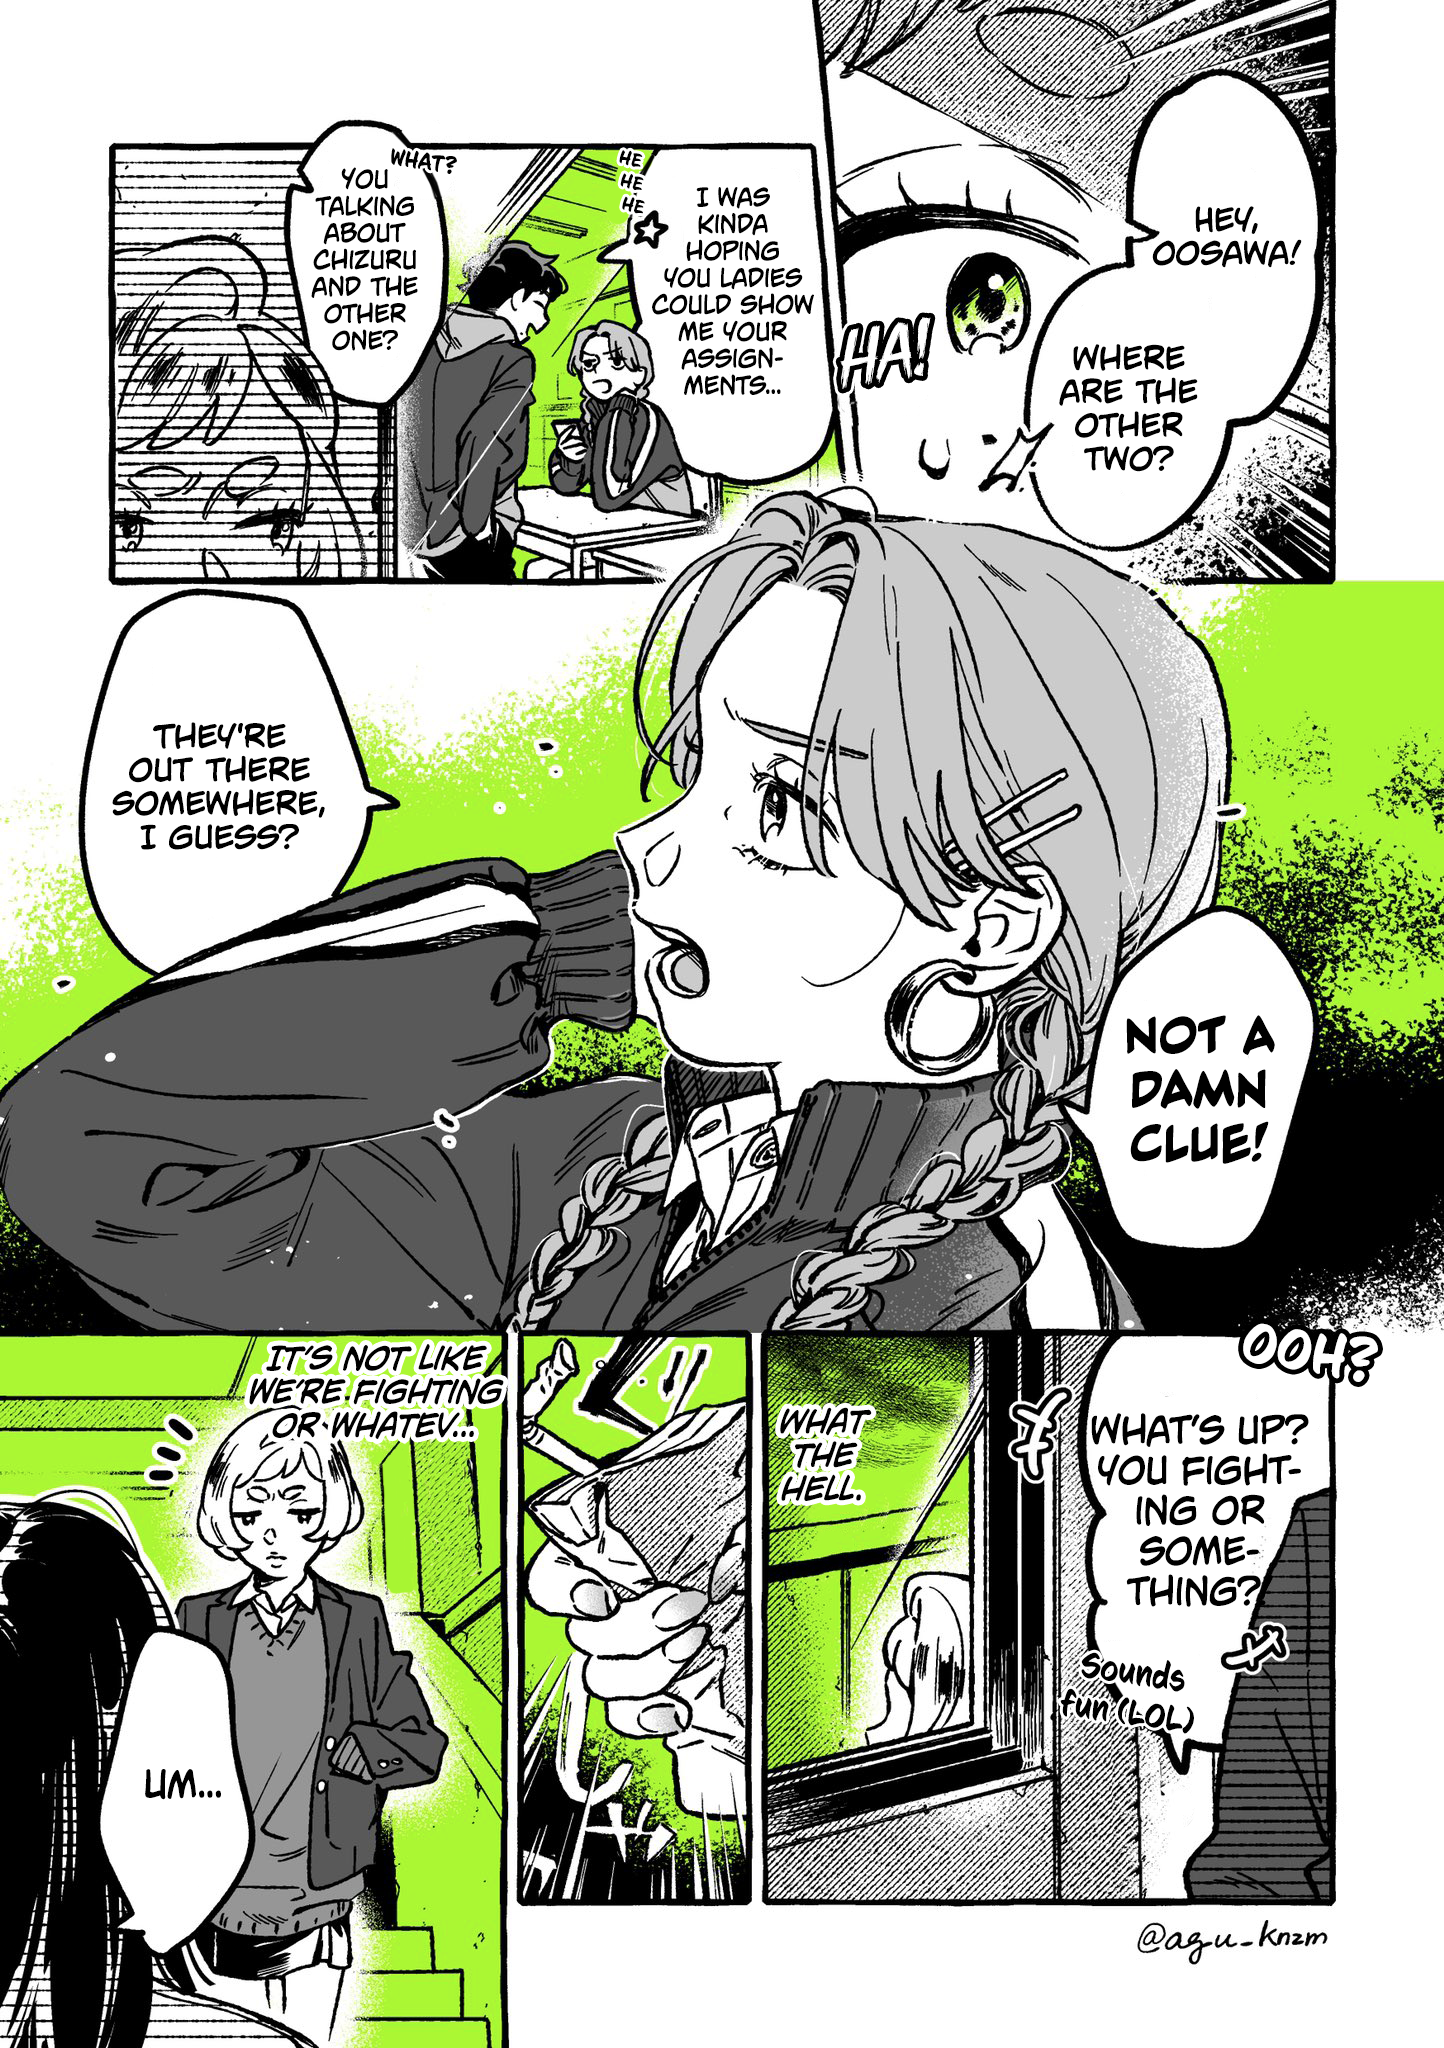 HEY,
OOSAWA!
WHERE
ARE THE
OTHER
TWO?
HA!
I WAS
KINDA
HOPING
YOU LADIES
COULD SHOW
ME YOUR
ASSIGN-
MENTS...
HE
HE
HE
WHAT?
YOU
TALKING
ABOUT
CHIZURU
AND THE
OTHER
ONE?
THEY'RE
OUT THERE
SOMEWHERE,
I GUESS?
NOT A
DAMN
CLUE!
OOH?
WHAT'S UP?
YOU FIGHT-
ING OR
SOME-
THING?
Sounds
fun (LOL)
WHAT
THE
HELL.
IT'S NOT LIKE
WE'RE FIGHTING
OR WHATEV...
UM...
@agu_knzm